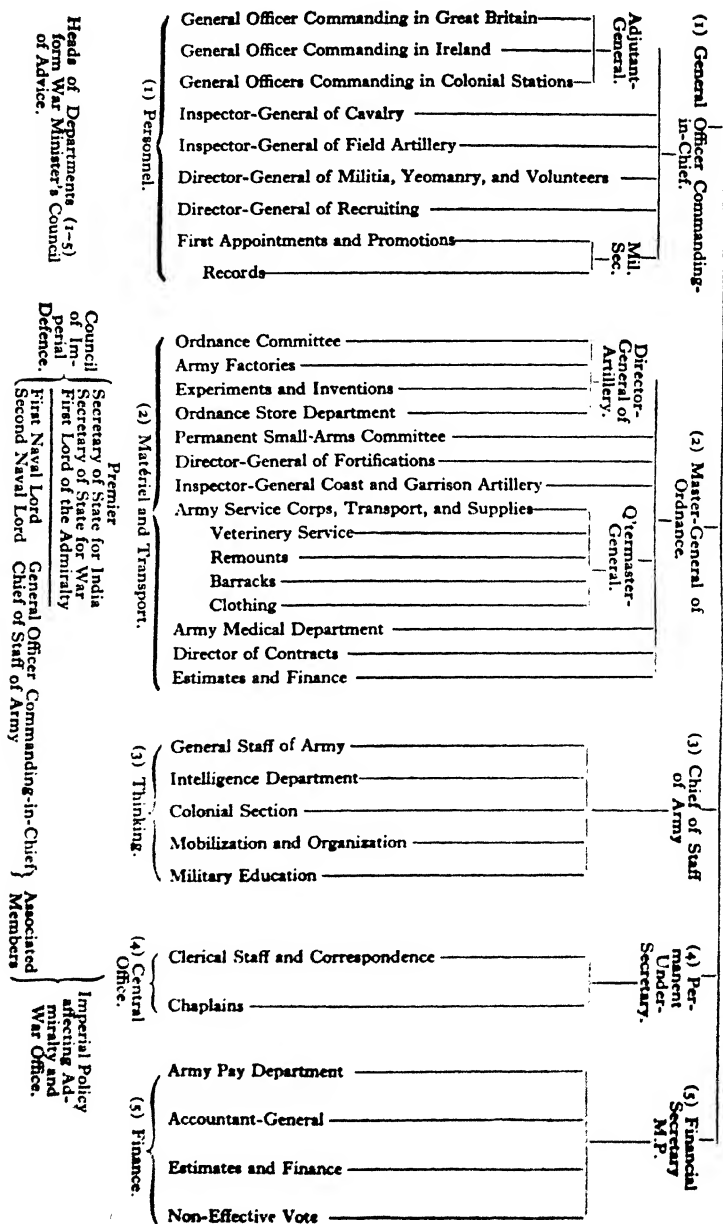 (1) General Officer Commanding-
in-Chief.
Adjutant-
General.
General Officer Commanding in Great Britain
General Officer Commanding in Ireland
General Officers Commanding in Colonial Stations
Inspector-General of Cavalry
Inspector-General of Field Artillery
Director-General of Militia, Yeomanry, and Volunteers
Director-General of Recruiting
Mil.
Sec.
First Appointments and Promotions
Records
(1) Personnel.
(2) Master-General of
Ordnance.
Director-
General of
Artillery.
Ordnance Committee
Army Factories
Experiments and Inventions
Ordnance Store Department
Permanent Small-Arms Committee
Director-General of Fortifications
Inspector-General Coast and Garrison Artillery
Q'termaster-
General.
Army Service Corps, Transport, and Supplies
Veterinery Service
Remounts
Barracks
Clothing
Army Medical Department
Director of Contracts
Estimates and Finance
(2) Matériel and Transport.
(3) Chief of Staff
of Army
General Staff of Army
Intelligence Department
Colonial Section
Mobilization and Organization
Military Education
(3) Thinking.
(4) Per-
manent
Under-
Secretary.
Clerical Staff and Correspondence
Chaplains
(4) Central
Office.
(5) Financial
Secretary
M.P.
Army Pay Department
Accountant-General
Estimates and Finance
Non-Effective Vote
(5) Finance.
Heads of Departments (1-5)
form War Minister's Council
of Advice.
Council
of Im-
perial
Defence.
Premier
Secretary of State for India
Secretary of State for War
First Lord of the Admiralty
First Naval Lord
Second Naval Lord
General Officer Commanding-in-Chief
Chief of Staff of Army
Associated
Members
Imperial Policy
affecting Ad-
miralty and
War Office.